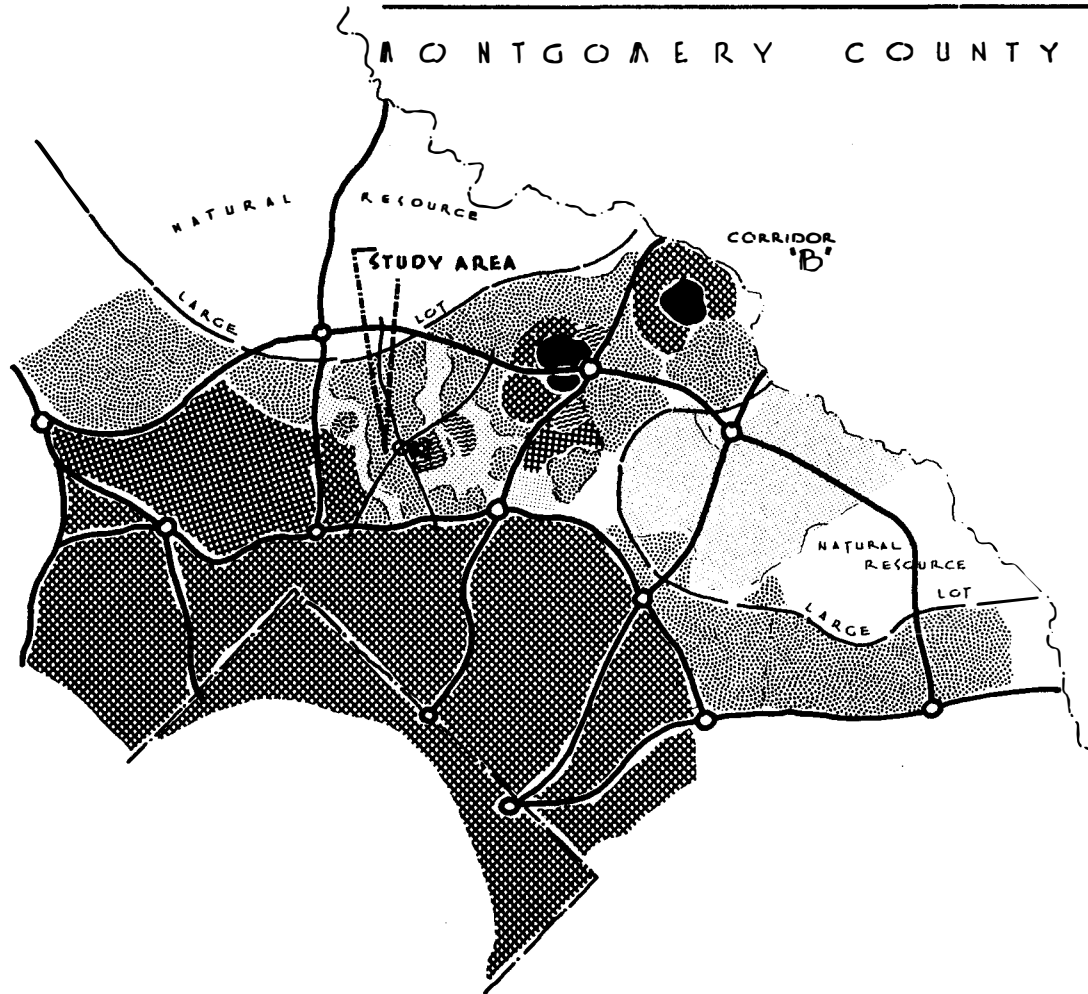 MONTGOMERY COUNTY
NATURAL RESOURCE
CORRIDOR
"B"
STUDY AREA
LARGE LOT
NATURAL
RESOURCE
LARGE LOT